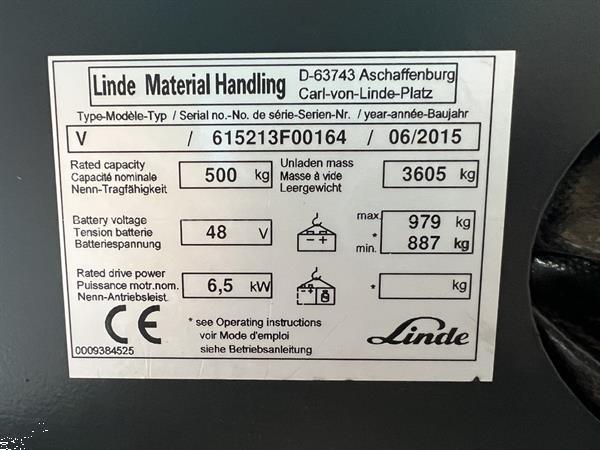 Linde Material Handling
D-63743 Aschaffenburg
Carl-von-Linde-Platz
Type-Modèle-Typ / Serial no.-No. de série-Serien-Nr. / year-année-Baujahr
V / 615213F00164 / 06/2015
Rated capacity
Capacité nominale
Nenn-Tragfähigkeit
500 kg
Unladen mass
Masse à vide
Leergewicht
3605 kg
Battery voltage
Tension batterie
Batteriespannung
48 V
- +
max. 979 kg
*
min. 887 kg
Rated drive power
Puissance motr.nom.
Nenn-Antriebsleist.
6,5 kW
* kg
CE
0009384525
* see Operating instructions
voir Mode d'emploi
siehe Betriebsanleitung
Linde